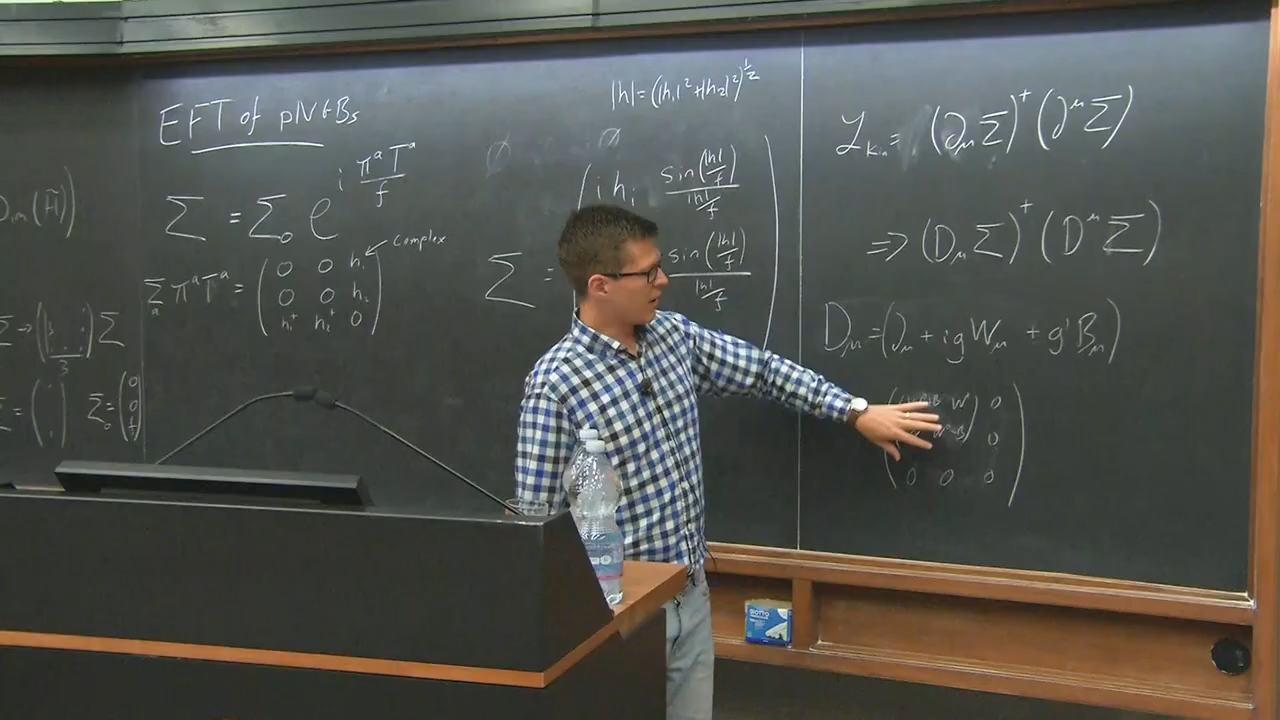 EFT of pNGBs
Σ = Σ₀ e^{i π^a T^a / f}
Σ_a π^a T^a = ( 0 0 h₁ ; 0 0 h₂ ; h₁⁺ h₂⁺ 0 )
complex
|h| = (|h₁|² + |h₂|²)^{1/2}
∅ ∅
i h₁ sin(|h|/f) / (|h|/f)
Σ =
sin(|h|/f) / (|h|/f)
ℒ_Kin = (∂_μ Σ)⁺ (∂^μ Σ)
⇒ (D_μ Σ)⁺ (D^μ Σ)
D_μ = (∂_μ + i g W_μ + g' B_μ)
W 0
0
0 0 0
(H̃)
Σ → ( ) Σ
3
= ( ) Σ₀ = ( 0 0 f )